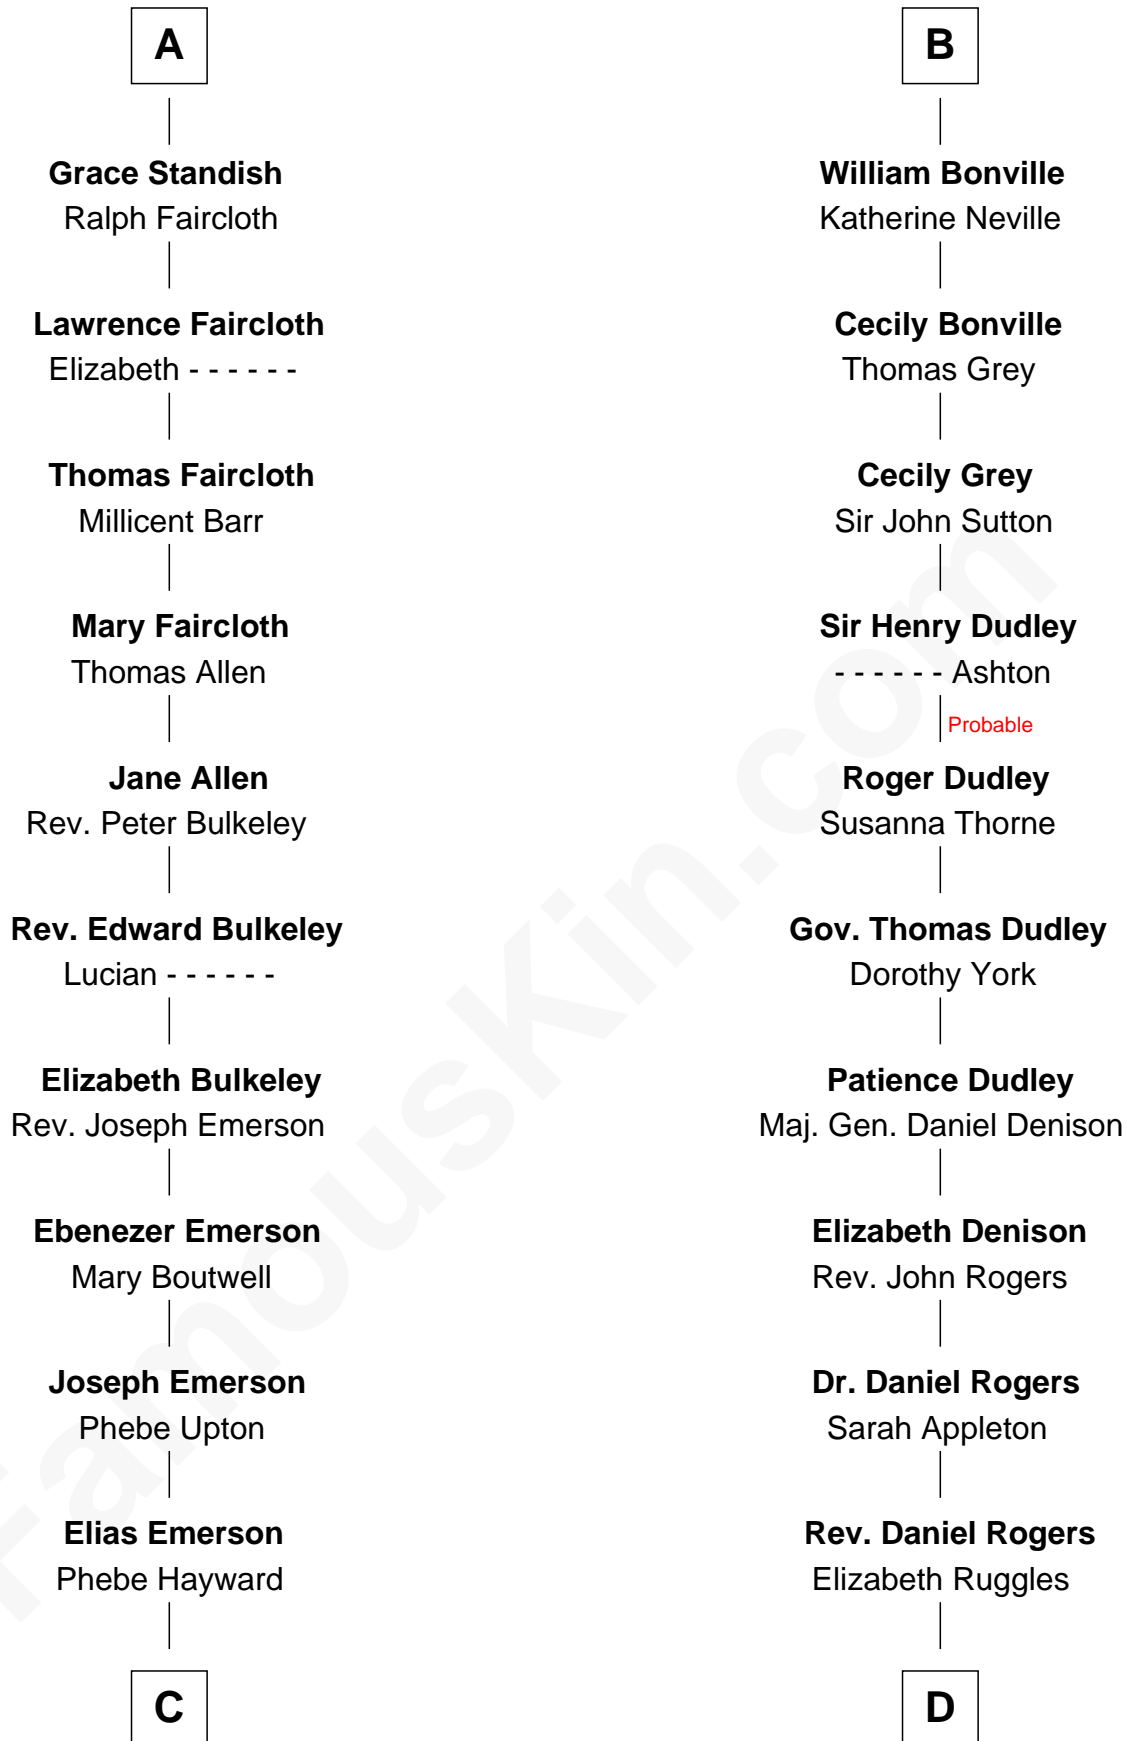 A
Grace Standish
Ralph Faircloth
Lawrence Faircloth
Elizabeth - - - - - -
Thomas Faircloth
Millicent Barr
Mary Faircloth
Thomas Allen
Jane Allen
Rev. Peter Bulkeley
Rev. Edward Bulkeley
Lucian - - - - - -
Elizabeth Bulkeley
Rev. Joseph Emerson
Ebenezer Emerson
Mary Boutwell
Joseph Emerson
Phebe Upton
Elias Emerson
Phebe Hayward
C
B
William Bonville
Katherine Neville
Cecily Bonville
Thomas Grey
Cecily Grey
Sir John Sutton
Sir Henry Dudley
- - - - - - Ashton
Probable
Roger Dudley
Susanna Thorne
Gov. Thomas Dudley
Dorothy York
Patience Dudley
Maj. Gen. Daniel Denison
Elizabeth Denison
Rev. John Rogers
Dr. Daniel Rogers
Sarah Appleton
Rev. Daniel Rogers
Elizabeth Ruggles
D
FamousKin.com